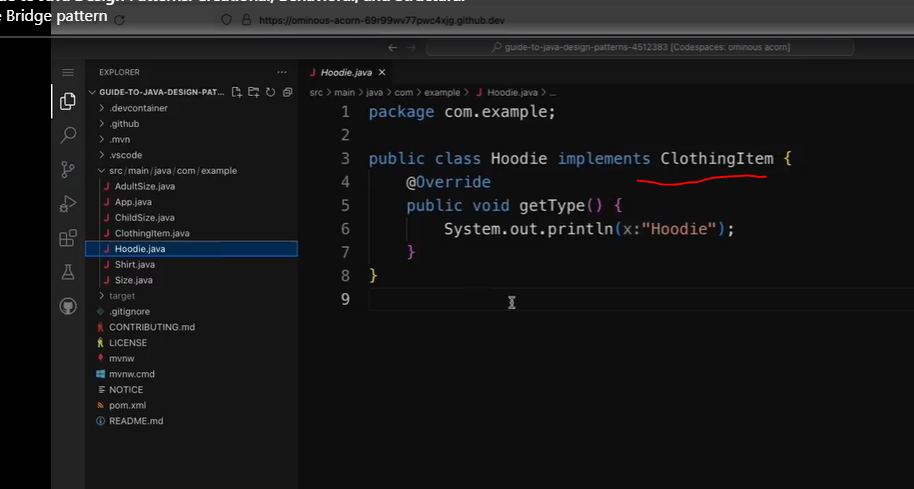 Bridge pattern
https://ominous-acorn-69r99wv77pwc4xjg.github.dev
guide-to-java-design-patterns-4512383 [Codespaces: ominous acorn]
EXPLORER
GUIDE-TO-JAVA-DESIGN-PAT...
.devcontainer
.github
.mvn
.vscode
src/main/java/com/example
AdultSize.java
App.java
ChildSize.java
ClothingItem.java
Hoodie.java
Shirt.java
Size.java
target
.gitignore
CONTRIBUTING.md
LICENSE
mvnw
mvnw.cmd
NOTICE
pom.xml
README.md
Hoodie.java
src > main > java > com > example > Hoodie.java > ...
1 package com.example;
2
3 public class Hoodie implements ClothingItem {
4 @Override
5 public void getType() {
6 System.out.println(x:"Hoodie");
7 }
8 }
9